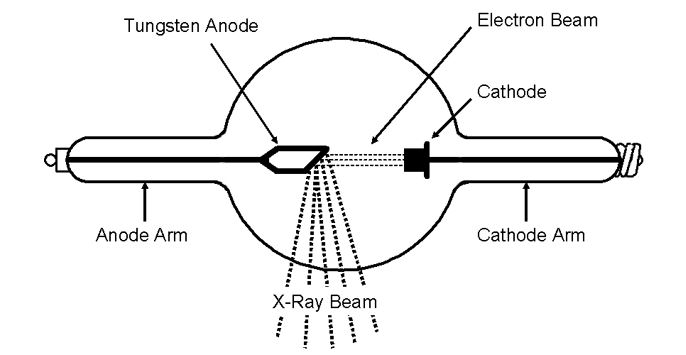 Tungsten Anode
Electron Beam
Cathode
Anode Arm
Cathode Arm
X-Ray Beam